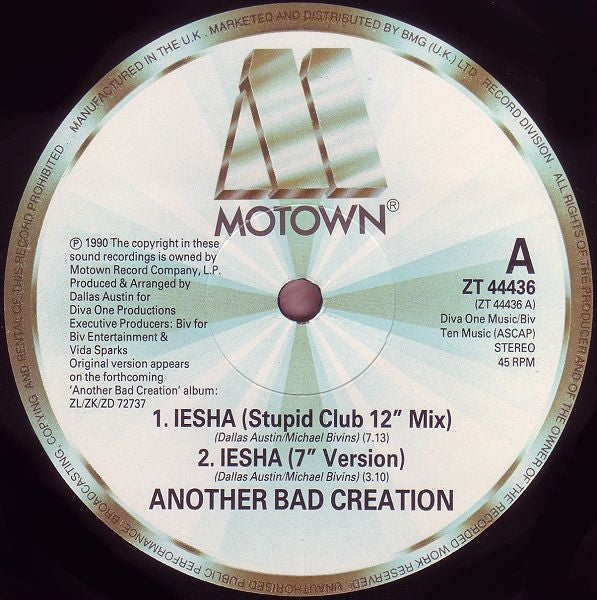 MANUFACTURED IN THE U.K. MARKETED AND DISTRIBUTED BY BMG (U.K.) LTD. RECORD DIVISION. ALL RIGHTS OF THE PRODUCER AND OF THE OWNER OF THE RECORDED WORK RESERVED. UNAUTHORISED PUBLIC PERFORMANCE, BROADCASTING, COPYING AND RENTAL OF THIS RECORD PROHIBITED.
MOTOWN®
℗ 1990 The copyright in these
sound recordings is owned by
Motown Record Company, L.P.
Produced & Arranged by
Dallas Austin for
Diva One Productions
Executive Producers: Biv for
Biv Entertainment &
Vida Sparks
Original version appears
on the forthcoming
'Another Bad Creation' album:
ZL/ZK/ZD 72737
A
ZT 44436
(ZT 44436 A)
Diva One Music/Biv
Ten Music (ASCAP)
STEREO
45 RPM
1. IESHA (Stupid Club 12” Mix)
(Dallas Austin/Michael Bivins) (7.13)
2. IESHA (7” Version)
(Dallas Austin/Michael Bivins) (3.10)
ANOTHER BAD CREATION